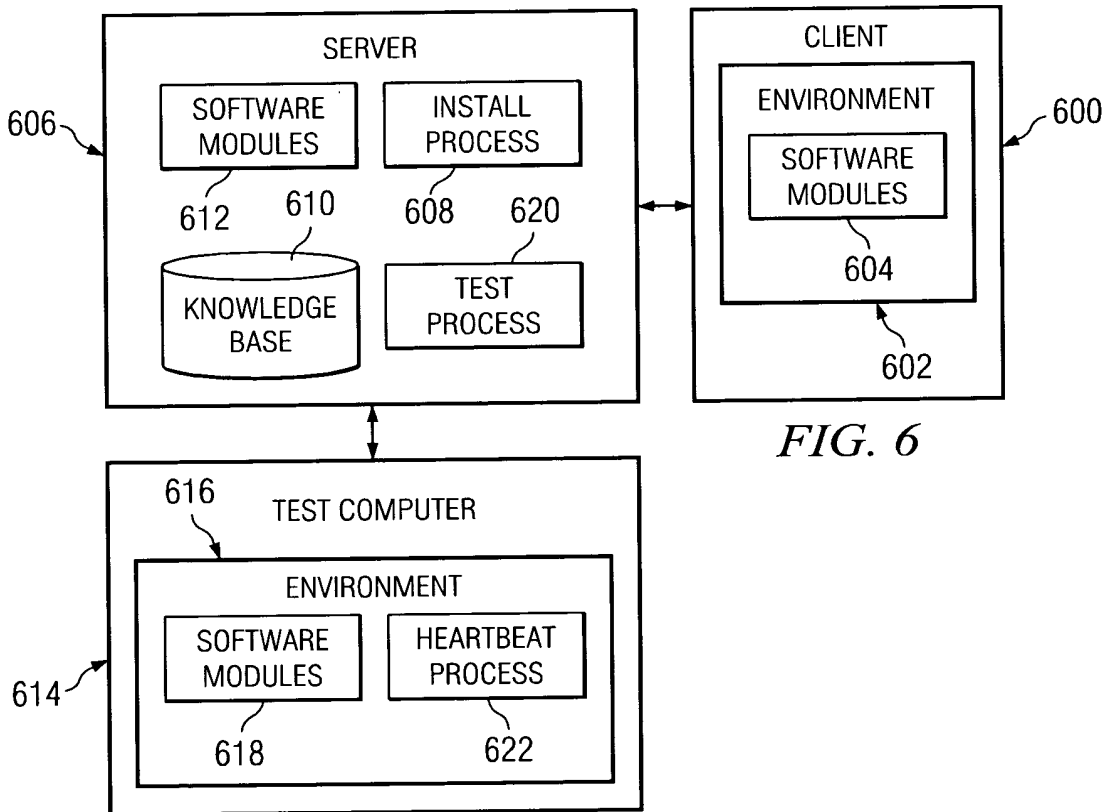 SERVER
SOFTWARE
MODULES
612
INSTALL
PROCESS
608
606
610
KNOWLEDGE
BASE
620
TEST
PROCESS
CLIENT
ENVIRONMENT
SOFTWARE
MODULES
604
602
600
FIG. 6
616
TEST COMPUTER
ENVIRONMENT
SOFTWARE
MODULES
618
HEARTBEAT
PROCESS
622
614